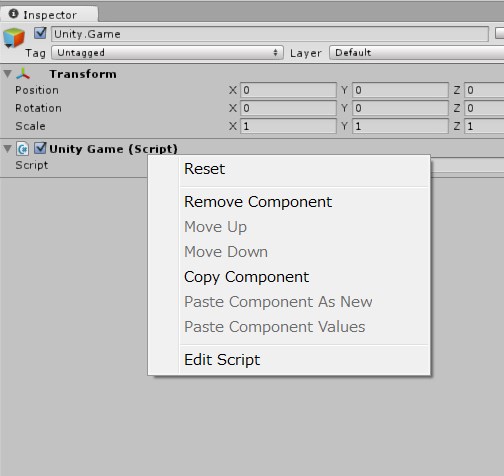 Inspector
Unity.Game
Tag Untagged Layer Default
Transform
Position X 0 Y 0 Z 0
Rotation X 0 Y 0 Z 0
Scale X 1 Y 1 Z 1
Unity Game (Script)
Script
Reset
Remove Component
Move Up
Move Down
Copy Component
Paste Component As New
Paste Component Values
Edit Script